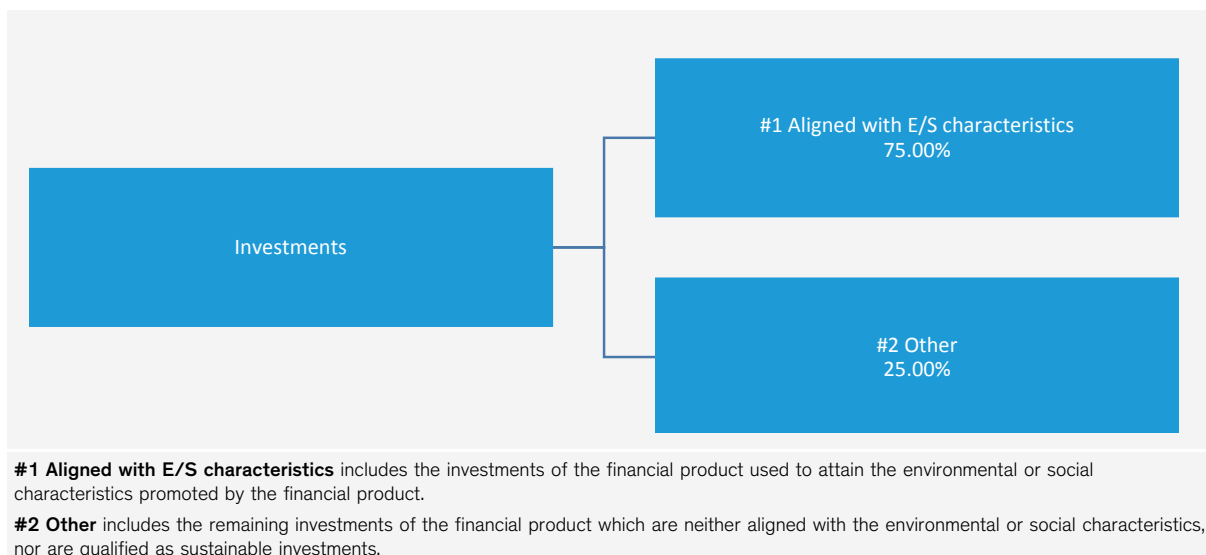 #1 Aligned with E/S characteristics
75.00%
Investments
#2 Other
25.00%
#1 Aligned with E/S characteristics includes the investments of the financial product used to attain the environmental or social
characteristics promoted by the financial product.
#2 Other includes the remaining investments of the financial product which are neither aligned with the environmental or social characteristics,
nor are qualified as sustainable investments.